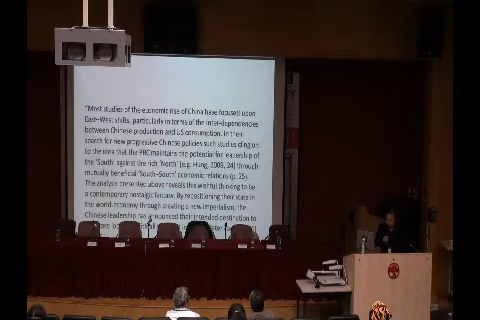 "Most studies of the economic rise of China have focused upon
East–West shifts, particularly in terms of the inter-dependencies
between Chinese production and US consumption. In their
search for new progressive Chinese policies such studies cling on
to the idea that the PRC maintains the potential for leadership of
the 'South' against the rich 'North' (e.g. Hung, 2009, 24) through
mutually beneficial 'South–South' economic relations (p. 25).
The analysis presented above reveals this wishful thinking to be
a contemporary nostalgic fantasy. By repositioning their state in
the world-economy through creating a new imperialism, the
Chinese leadership has announced their intended destination to